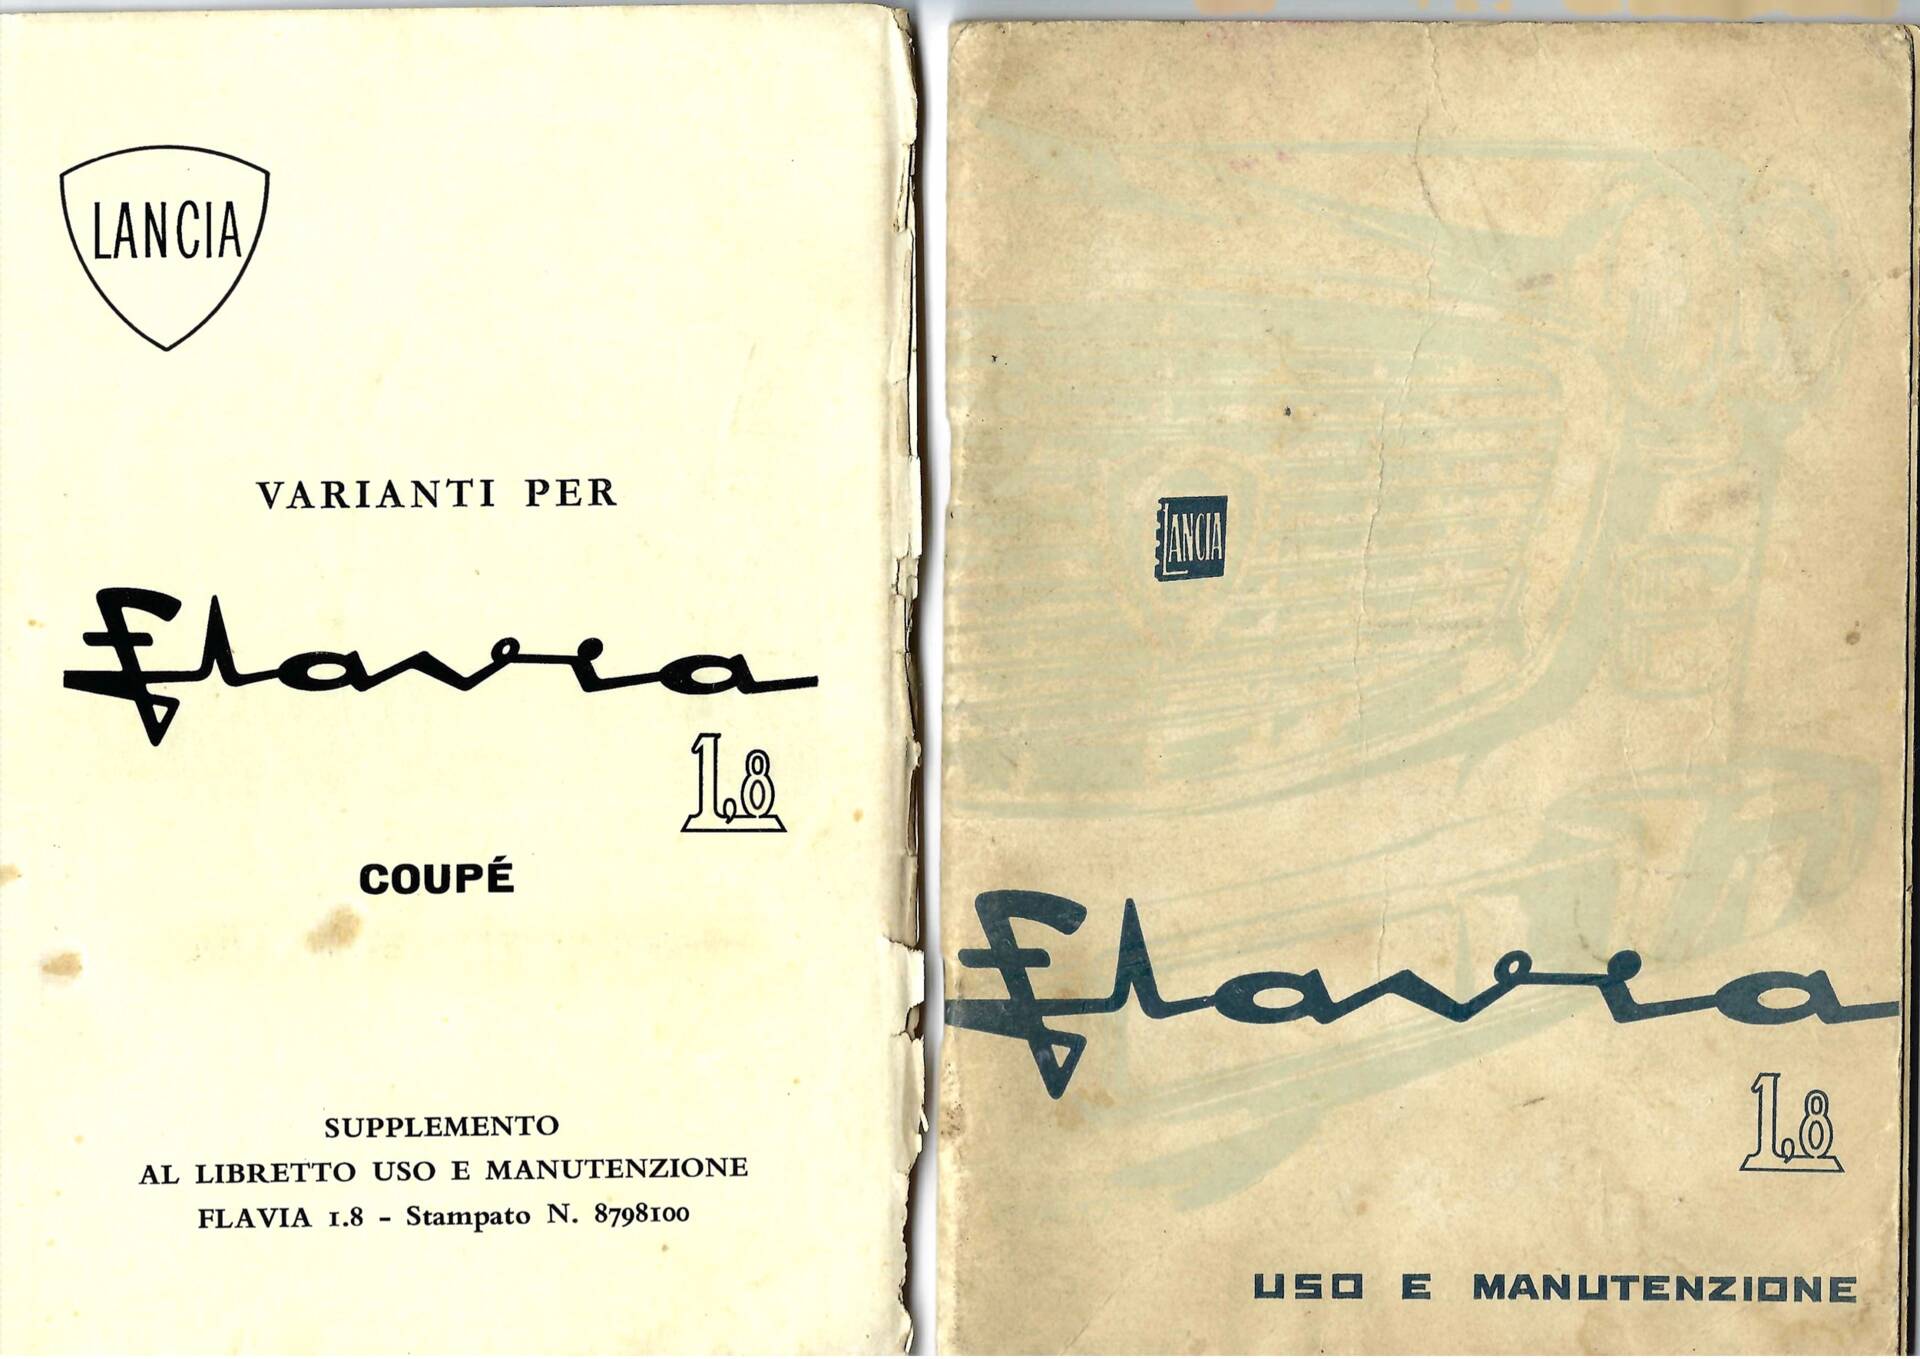 LANCIA
VARIANTI PER
Flavia
1,8
COUPÉ
SUPPLEMENTO
AL LIBRETTO USO E MANUTENZIONE
FLAVIA 1.8 – Stampato N. 8798100
LANCIA
Flavia
1,8
USO E MANUTENZIONE